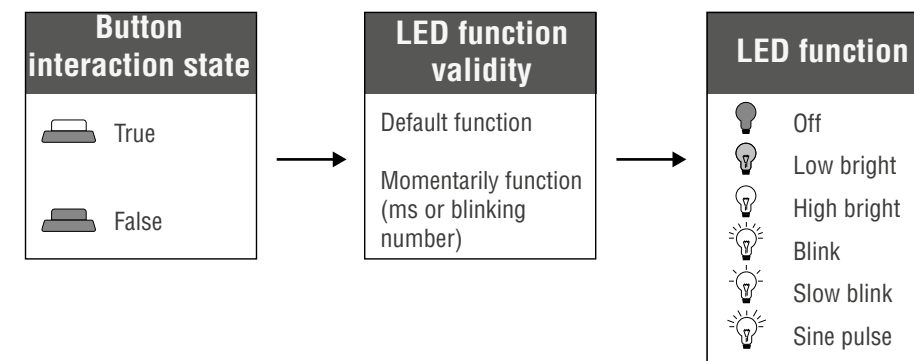 Button
interaction state
True
False
LED function
validity
Default function
Momentarily function
(ms or blinking
number)
LED function
Off
Low bright
High bright
Blink
Slow blink
Sine pulse